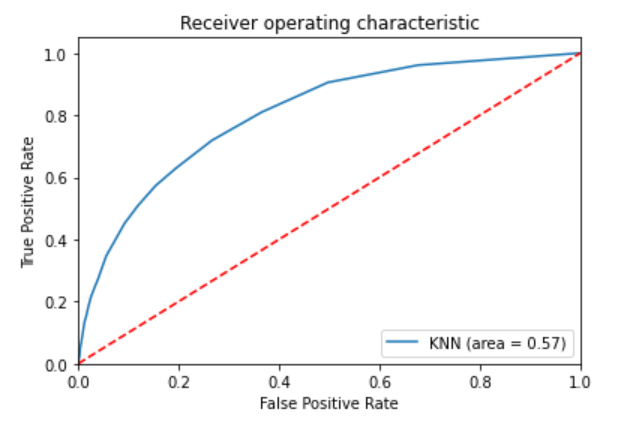 Receiver operating characteristic
1.0
0.8
0.6
0.4
0.2
0.0
True Positive Rate
KNN (area = 0.57)
0.0 0.2 0.4 0.6 0.8 1.0
False Positive Rate